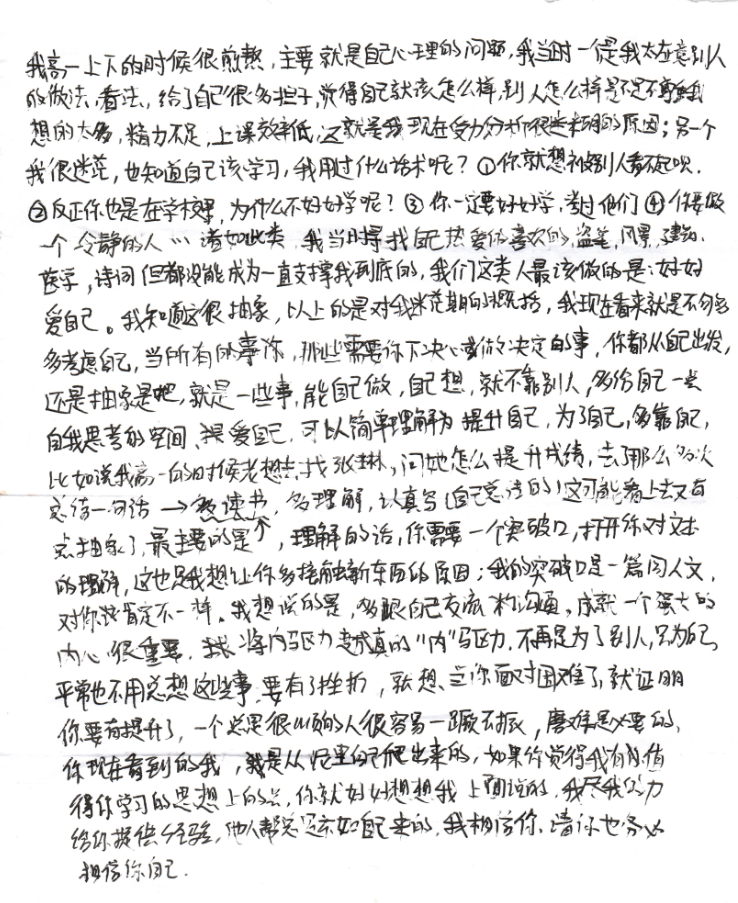 我高一上下的时候很煎熬，主要就是自己心理的问题，我当时一个是我太在意别人
的做法，看法，给了自己很多担子，觉得自己就该怎么样，别人怎么样是不是不尊重我
想的太多，精力不足，上课效率低，这就是我现在受力分析很迷的原因；另一个
我很迷茫，也知道自己该学习，我用过什么话术呢？①你就想被别人看不起呗.
②反正你也是在学校里，为什么不好好学呢？③你一定要好好学，考过他们④你要做
一个冷静的人…诸如此类，我当时寻找自己热爱的喜欢的，盗笔，风景，建筑，
医学，诗词但都没能成为一直支撑我到底的，我们这类人最该做的是：好好
爱自己。我知道这很抽象，以上的是对我迷茫期的概括，我现在看来就是不够
多考虑自己，当所有的事你，那些需要你下决心或做决定的事，你都从自己出发，
还是抽象是吧，就是一些事，能自己做，自己想，就不靠别人，多给自己一点
自我思考的空间、爱自己，可以简单理解为提升自己，为了自己，多靠自己，
比如说我高一的时候老想去找张琳，问她怎么提升成绩，去了那么多次
总结一句话→多读书，多理解，认真写（自己总结的）这可能看上去又有
点抽象了，最主要的是↑，理解的话，你需要一个突破口，打开你对文本
的理解，这也是我想让你多接触新东西的原因；我的突破口是一篇同人文，
对你这肯定不一样。我想说的是，多跟自己交流和沟通，成就一个强大的
内心很重要，我将内驱力变成真的"内"驱力.不再是为了别人，只为自己
平常也不用总想这些事，要有了挫折，就想，当你面对困难了，就证明
你要有提升了，一个总是很顺的人很容易一蹶不振，磨难是必要的，
你现在看到的我，就是从泥里自己爬出来的，如果你觉得我有值
得你学习的思想上的点，你就好好想想我上面说的，我尽我的力
给你提供经验，他人帮总是不如自己来的，我相信你，请你也务必
相信你自己.